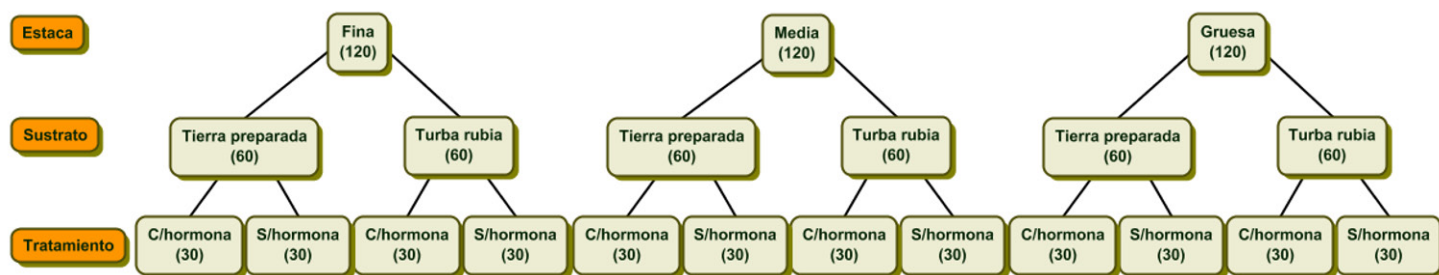 Estaca
Fina
(120)
Media
(120)
Gruesa
(120)
Sustrato
Tierra preparada
(60)
Turba rubia
(60)
Tierra preparada
(60)
Turba rubia
(60)
Tierra preparada
(60)
Turba rubia
(60)
Tratamiento
C/hormona
(30)
S/hormona
(30)
C/hormona
(30)
S/hormona
(30)
C/hormona
(30)
S/hormona
(30)
C/hormona
(30)
S/hormona
(30)
C/hormona
(30)
S/hormona
(30)
C/hormona
(30)
S/hormona
(30)